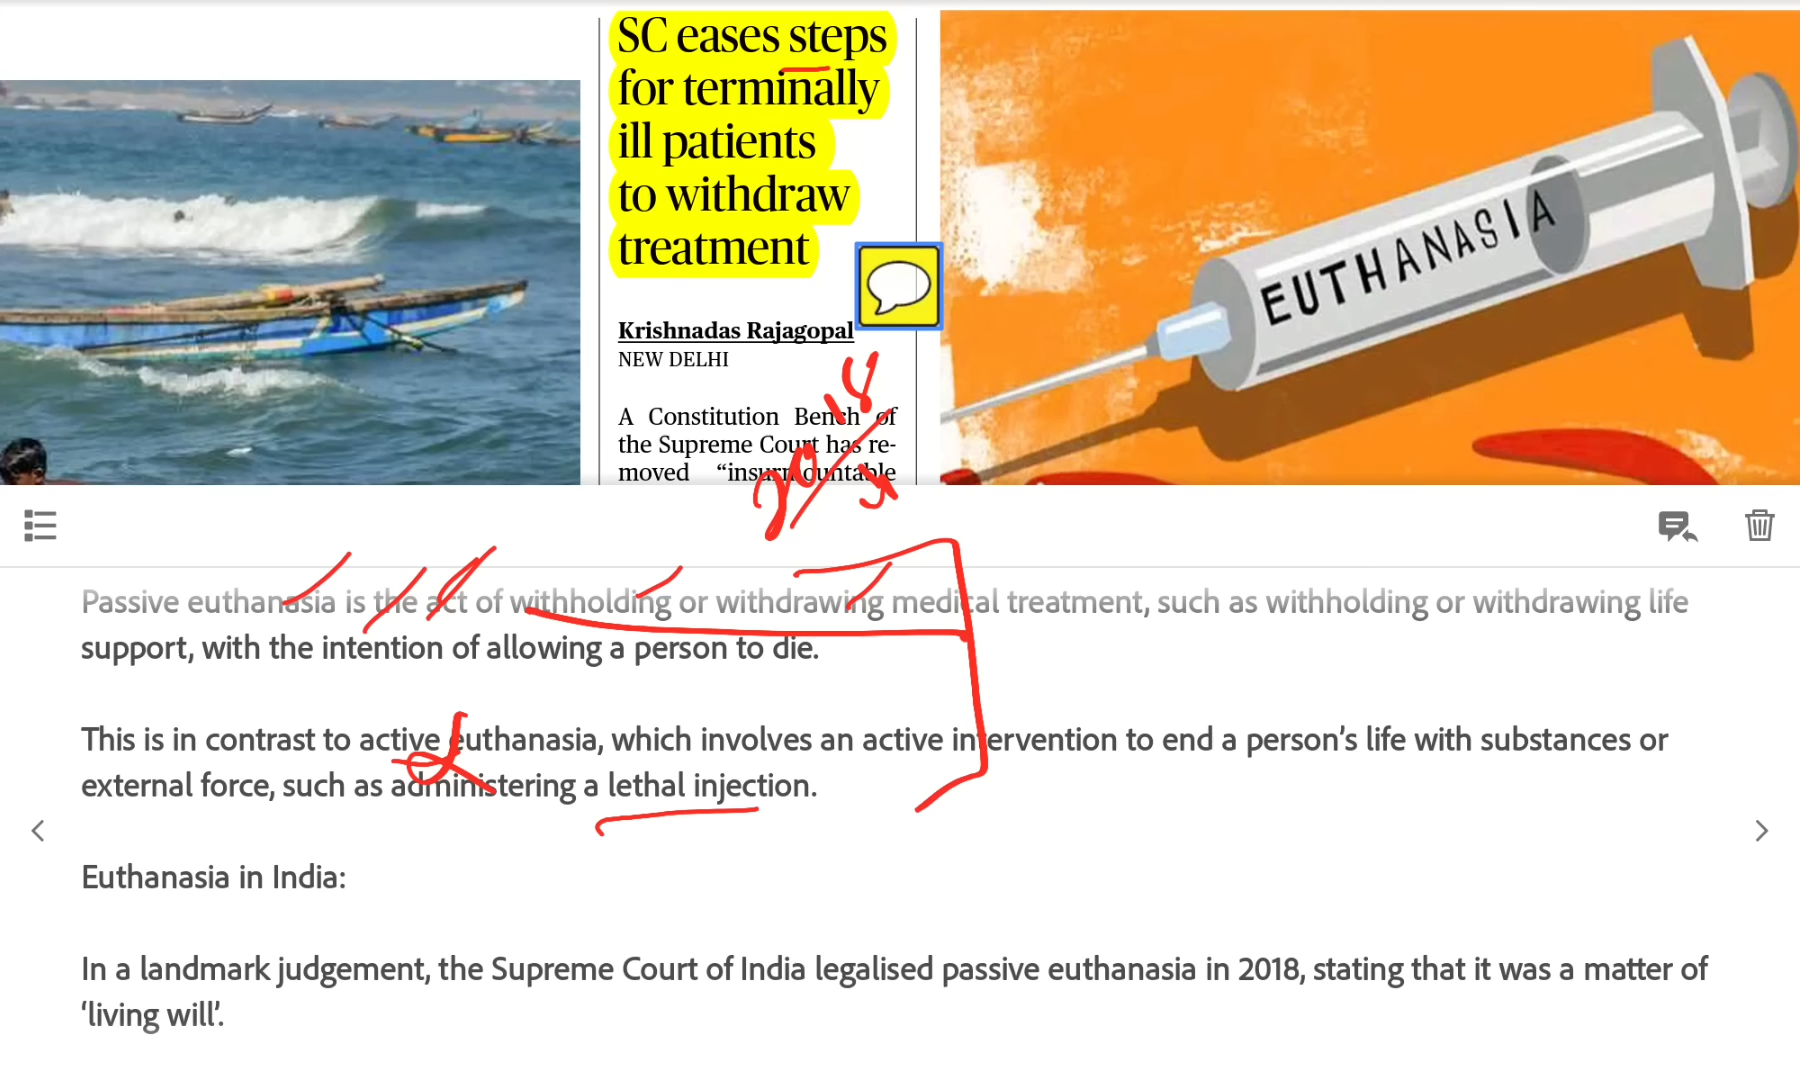 SC eases steps
for terminally
ill patients
to withdraw
treatment
Krishnadas Rajagopal
NEW DELHI
A Constitution Bench of
the Supreme Court has re-
moved “insurmountable
EUTHANASIA
2018
Passive euthanasia is the act of withholding or withdrawing medical treatment, such as withholding or withdrawing life
support, with the intention of allowing a person to die.
This is in contrast to active euthanasia, which involves an active intervention to end a person’s life with substances or
external force, such as administering a lethal injection.
Euthanasia in India:
In a landmark judgement, the Supreme Court of India legalised passive euthanasia in 2018, stating that it was a matter of
‘living will’.